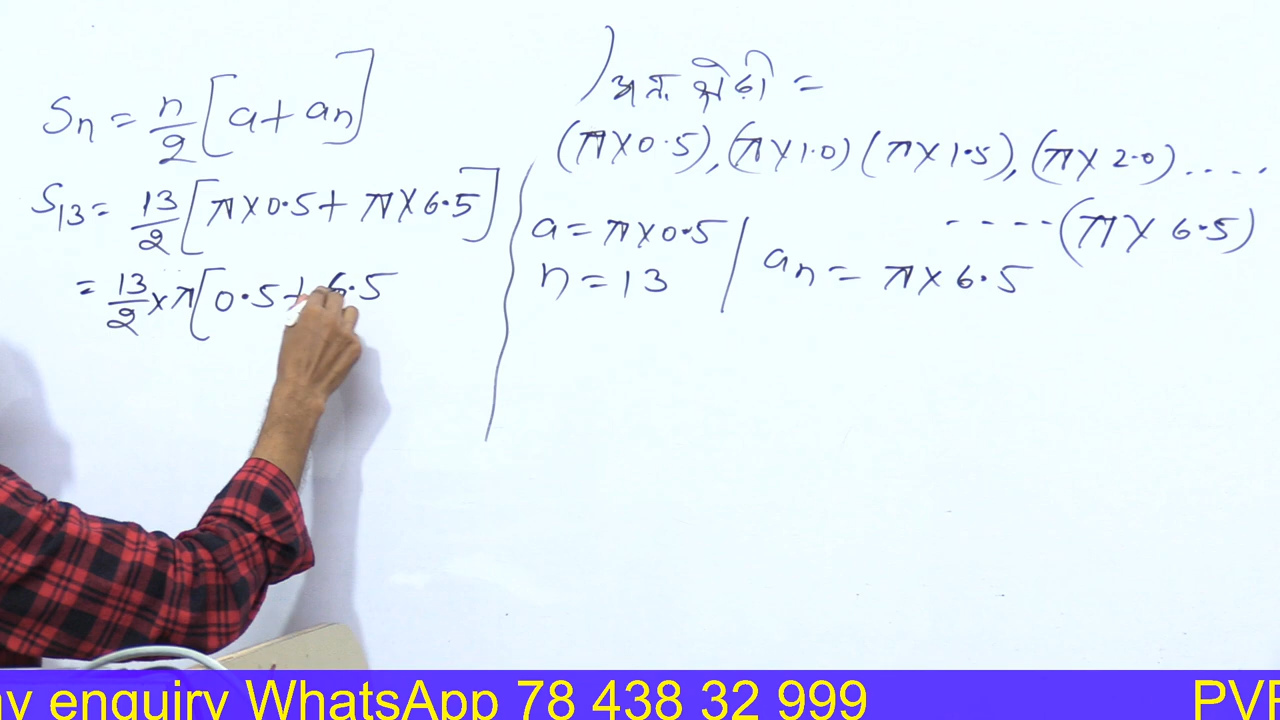 Sn = n/2 [a + an]
S13 = 13/2 [π×0.5 + π×6.5]
= 13/2 × π[0.5 + 6.5
श्रेढ़ी =
(π×0.5), (π×1.0) (π×1.5), (π×2.0) ....
---- (π×6.5)
a = π×0.5
n = 13
an = π×6.5
ny enquiry WhatsApp 78 438 32 999 PVF